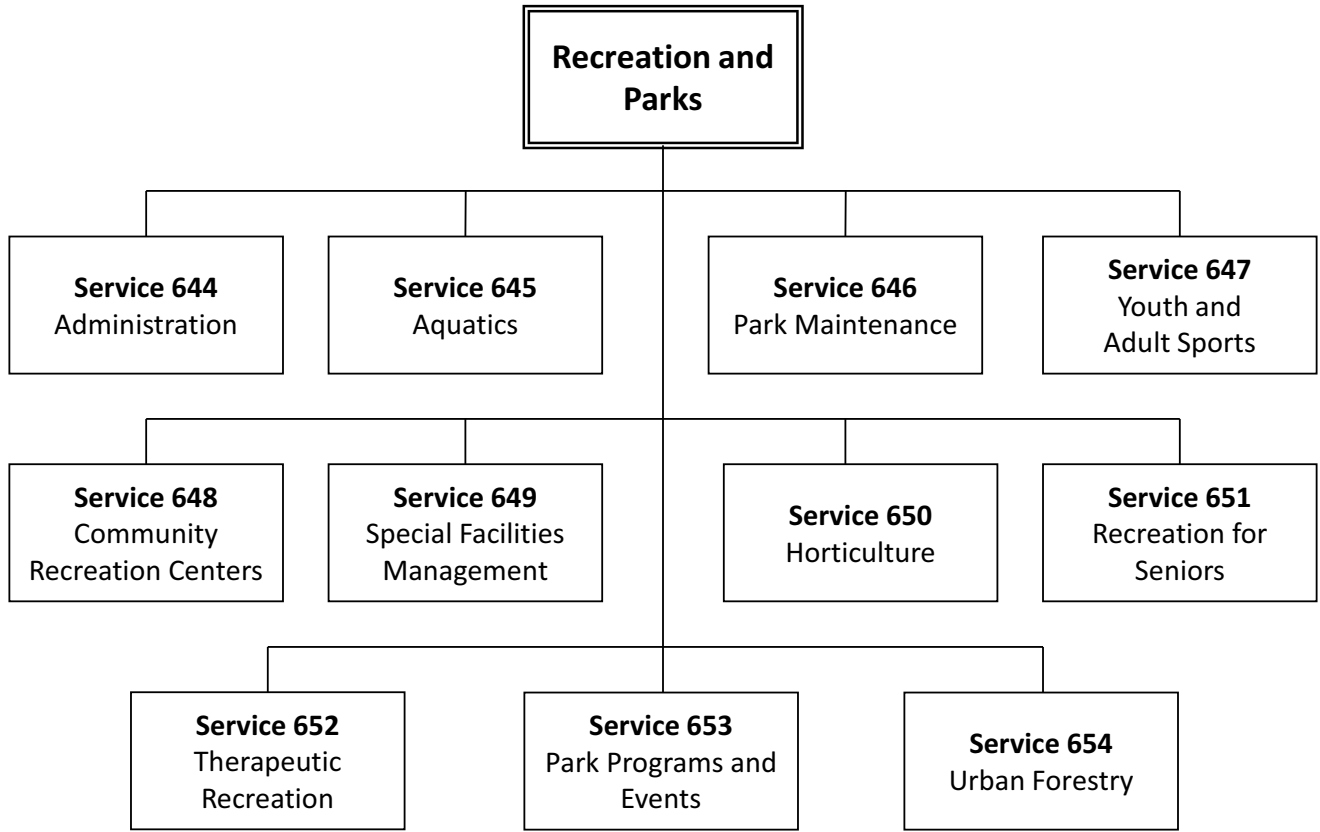 Recreation and
Parks
Service 644
Administration
Service 645
Aquatics
Service 646
Park Maintenance
Service 647
Youth and
Adult Sports
Service 648
Community
Recreation Centers
Service 649
Special Facilities
Management
Service 650
Horticulture
Service 651
Recreation for
Seniors
Service 652
Therapeutic
Recreation
Service 653
Park Programs and
Events
Service 654
Urban Forestry